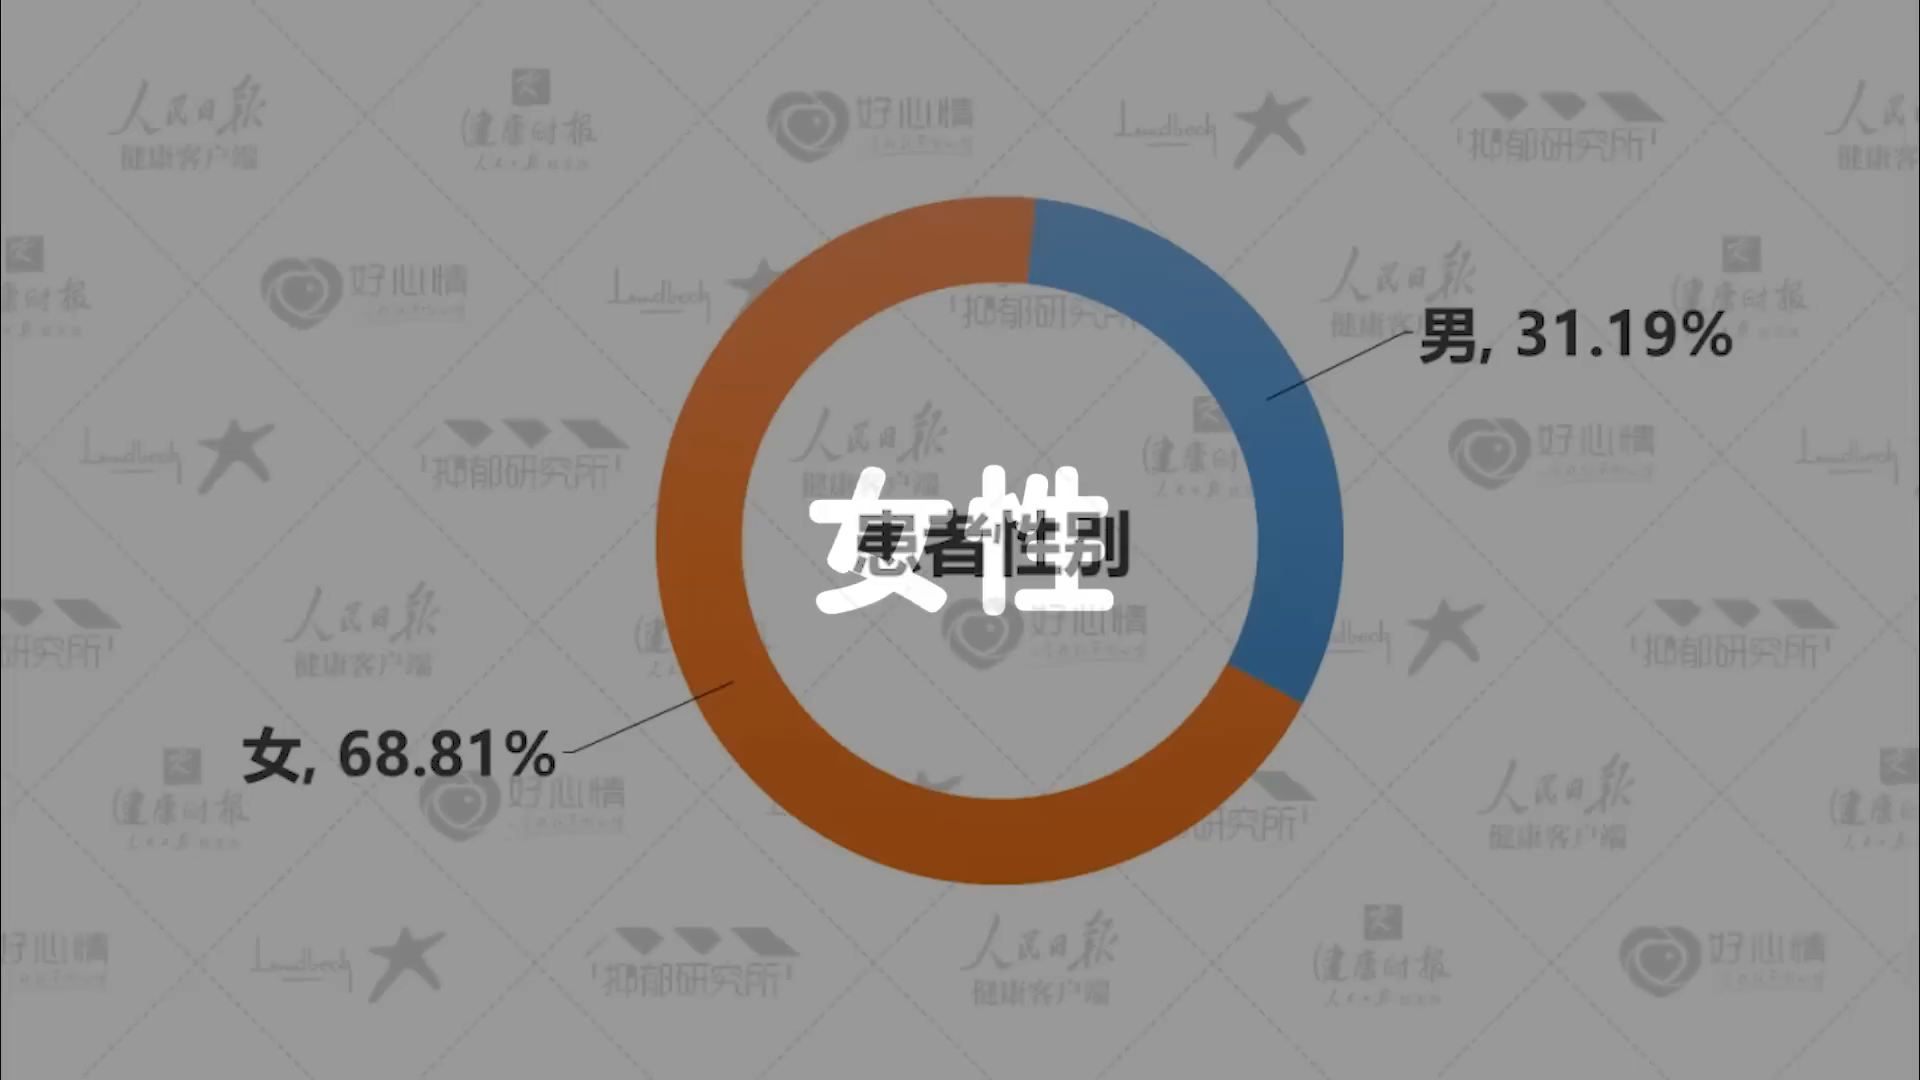 人民日报
健康客户端
健康时报
好心情
Lundbeck
抑郁研究所
男, 31.19%
女性
患者性别
女, 68.81%